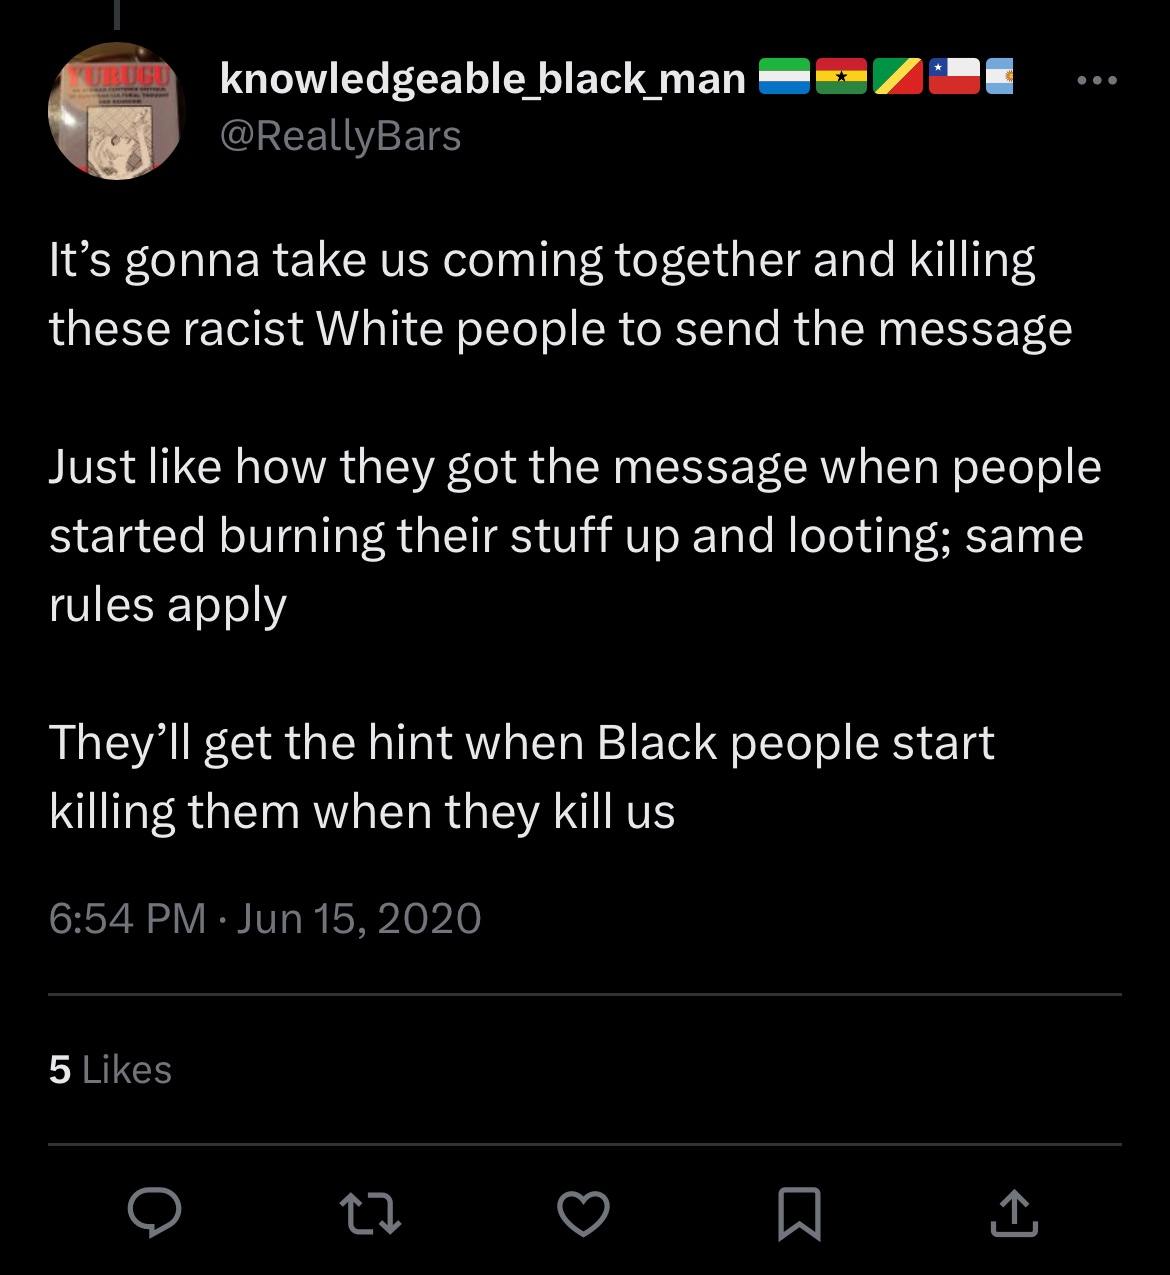 YURUGU
knowledgeable_black_man 🇸🇱🇬🇭🇨🇬🇨🇱🇦🇷
@ReallyBars
It’s gonna take us coming together and killing
these racist White people to send the message
Just like how they got the message when people
started burning their stuff up and looting; same
rules apply
They’ll get the hint when Black people start
killing them when they kill us
6:54 PM · Jun 15, 2020
5 Likes